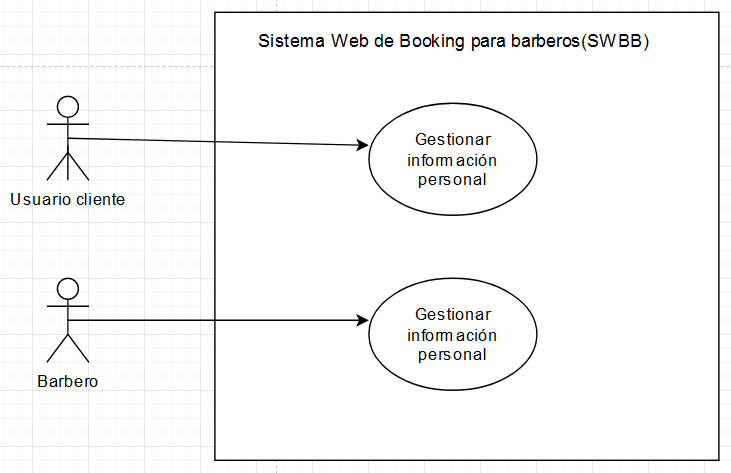 Sistema Web de Booking para barberos(SWBB)
Gestionar
información
personal
Usuario cliente
Gestionar
información
personal
Barbero